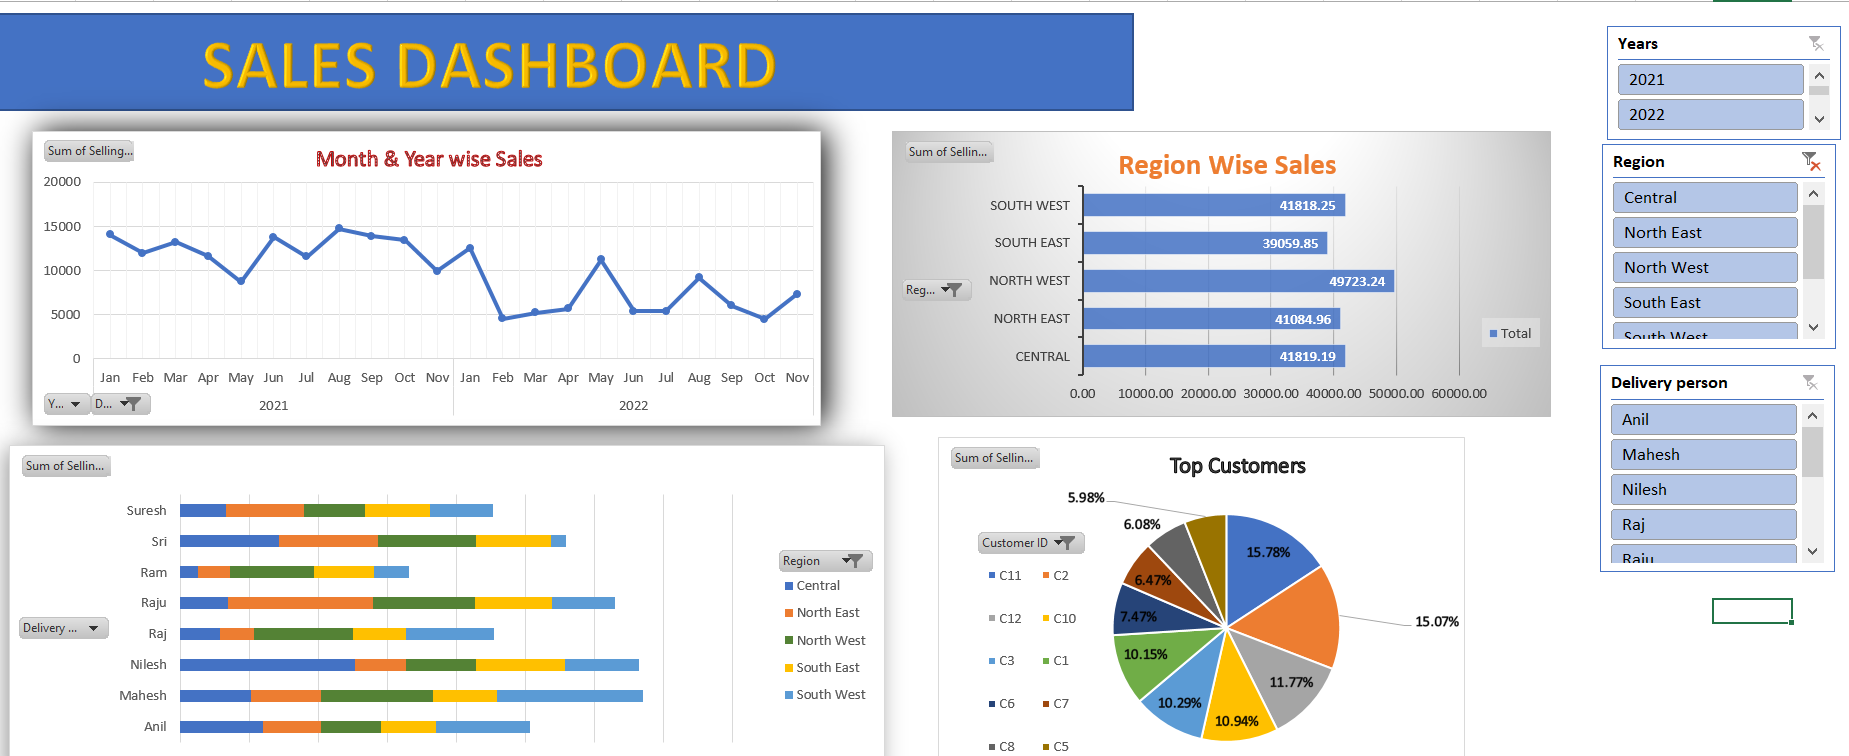 SALES DASHBOARD
Sum of Selling...
Month & Year wise Sales
20000
15000
10000
5000
0
Jan Feb Mar Apr May Jun Jul Aug Sep Oct Nov Jan Feb Mar Apr May Jun Jul Aug Sep Oct Nov
Y... D...
2021 2022
Sum of Sellin...
Region Wise Sales
SOUTH WEST 41818.25
SOUTH EAST 39059.85
Reg...
NORTH WEST 49723.24
NORTH EAST 41084.96
CENTRAL 41819.19
Total
0.00 10000.00 20000.00 30000.00 40000.00 50000.00 60000.00
Years
2021
2022
Region
Central
North East
North West
South East
South West
Delivery person
Anil
Mahesh
Nilesh
Raj
Raju
Sum of Sellin...
Suresh
Sri
Ram
Raju
Raj
Nilesh
Mahesh
Anil
Delivery ...
Region
Central
North East
North West
South East
South West
Sum of Sellin...
Top Customers
Customer ID
C11 C2
C12 C10
C3 C1
C6 C7
C8 C5
5.98%
6.08%
6.47%
7.47%
10.15%
10.29%
10.94%
11.77%
15.07%
15.78%